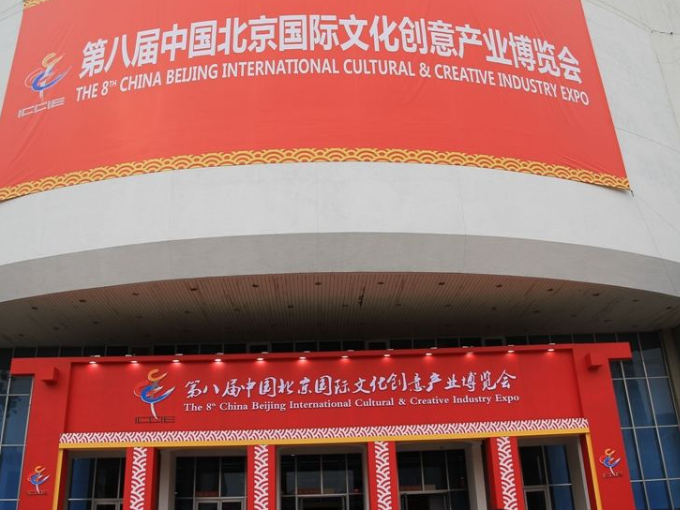 第八届中国北京国际文化创意产业博览会
THE 8TH CHINA BEIJING INTERNATIONAL CULTURAL & CREATIVE INDUSTRY EXPO
ICCIE
第八届中国北京国际文化创意产业博览会
The 8th China Beijing International Cultural & Creative Industry Expo